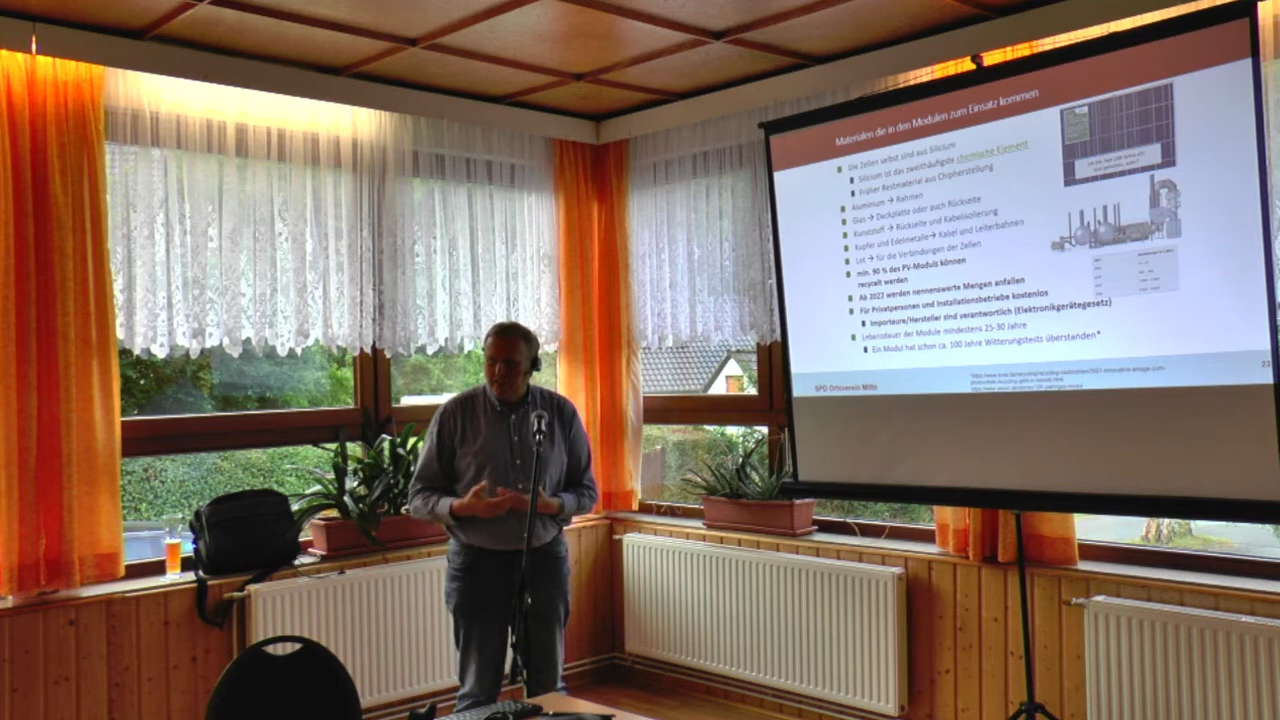 Materialen die in den Modulen zum Einsatz kommen
Die Zellen selbst sind aus Silicium
Silicium ist das zweithäufigste chemische Element
Früher Restmaterial aus Chipherstellung
Aluminium → Rahmen
Glas → Deckplatte oder auch Rückseite
Kunststoff → Rückseite und Kabelisolierung
Kupfer und Edelmetalle → Kabel und Leiterbahnen
Lot → für die Verbindungen der Zellen
min. 90 % des PV-Moduls können
recycelt werden
Ab 2022 werden nennenswerte Mengen anfallen
Für Privatpersonen und Installationsbetriebe kostenlos
Importeure/Hersteller sind verantwortlich (Elektronikgerätegesetz)
Lebensdauer der Module mindestens 25-30 Jahre
Ein Modul hat schon ca. 100 Jahre Witterungstests überstanden*
SPD Ortsverein Mitte
23